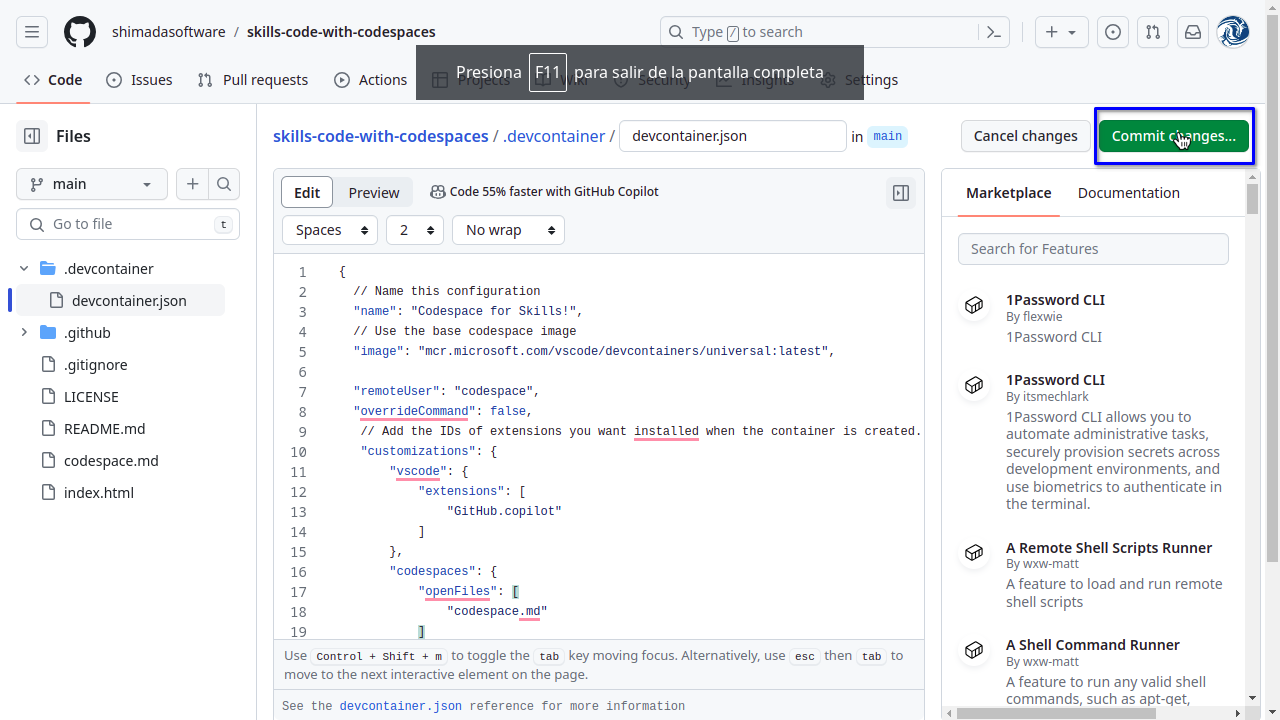 shimadasoftware / skills-code-with-codespaces
Type / to search
Presiona F11 para salir de la pantalla completa
Code
Issues
Pull requests
Actions
Projects
Wiki
Security
Insights
Settings
Files
skills-code-with-codespaces / .devcontainer / devcontainer.json in main
Cancel changes
Commit changes...
main
Go to file t
.devcontainer
devcontainer.json
.github
.gitignore
LICENSE
README.md
codespace.md
index.html
Edit Preview Code 55% faster with GitHub Copilot
Spaces 2 No wrap
1 {
2 // Name this configuration
3 "name": "Codespace for Skills!",
4 // Use the base codespace image
5 "image": "mcr.microsoft.com/vscode/devcontainers/universal:latest",
6
7 "remoteUser": "codespace",
8 "overrideCommand": false,
9 // Add the IDs of extensions you want installed when the container is created.
10 "customizations": {
11 "vscode": {
12 "extensions": [
13 "GitHub.copilot"
14 ]
15 },
16 "codespaces": {
17 "openFiles": [
18 "codespace.md"
19 ]
Use Control + Shift + m to toggle the tab key moving focus. Alternatively, use esc then tab to
move to the next interactive element on the page.
See the devcontainer.json reference for more information
Marketplace Documentation
Search for Features
1Password CLI
By flexwie
1Password CLI
1Password CLI
By itsmechlark
1Password CLI allows you to
automate administrative tasks,
securely provision secrets across
development environments, and
use biometrics to authenticate in
the terminal.
A Remote Shell Scripts Runner
By wxw-matt
A feature to load and run remote
shell scripts
A Shell Command Runner
By wxw-matt
A feature to run any valid shell
commands, such as apt-get,